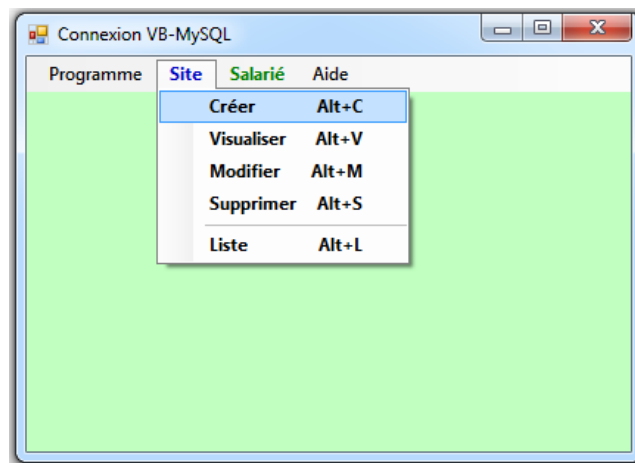 Connexion VB-MySQL
Programme Site Salarié Aide
Créer Alt+C
Visualiser Alt+V
Modifier Alt+M
Supprimer Alt+S
Liste Alt+L